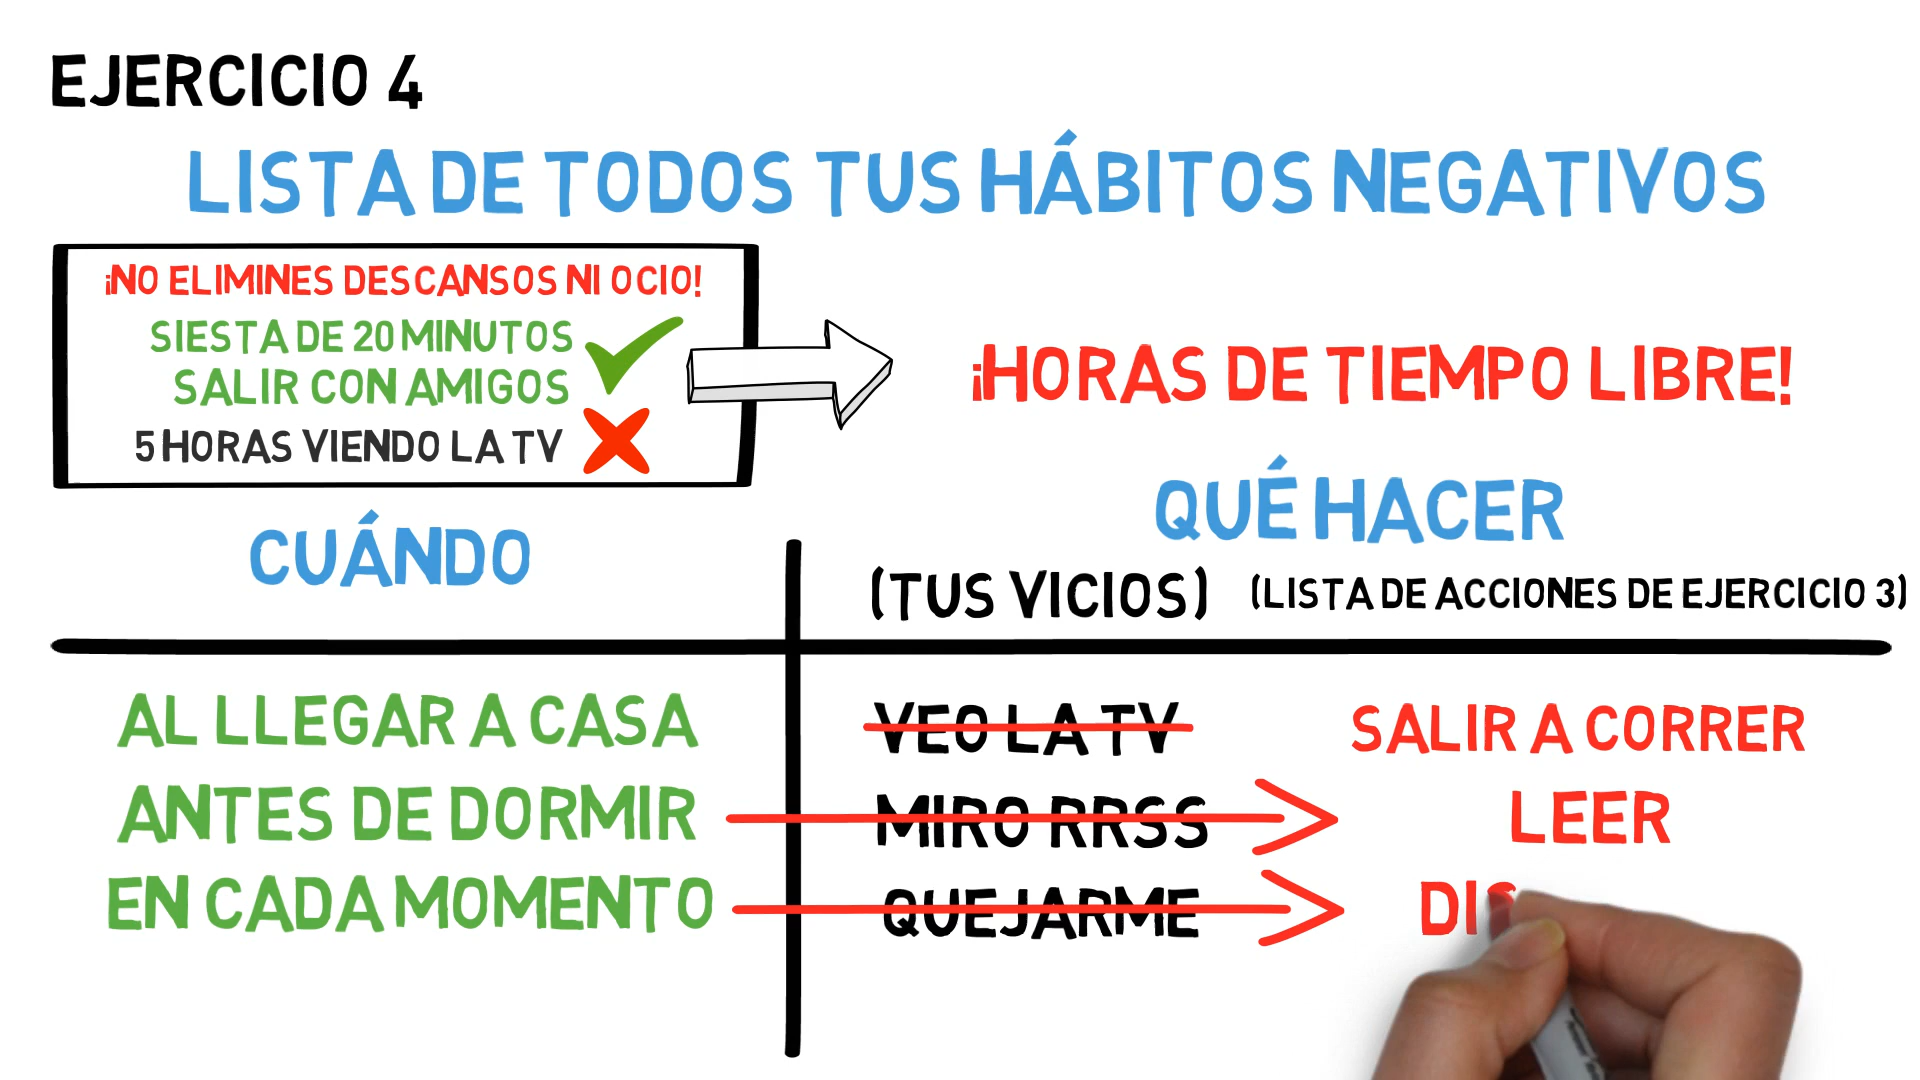 EJERCICIO 4
LISTA DE TODOS TUS HÁBITOS NEGATIVOS
¡NO ELIMINES DESCANSOS NI OCIO!
SIESTA DE 20 MINUTOS
SALIR CON AMIGOS
5 HORAS VIENDO LA TV
¡HORAS DE TIEMPO LIBRE!
CUÁNDO
QUÉ HACER
(TUS VICIOS) (LISTA DE ACCIONES DE EJERCICIO 3)
AL LLEGAR A CASA VEO LA TV SALIR A CORRER
ANTES DE DORMIR MIRO RRSS LEER
EN CADA MOMENTO QUEJARME